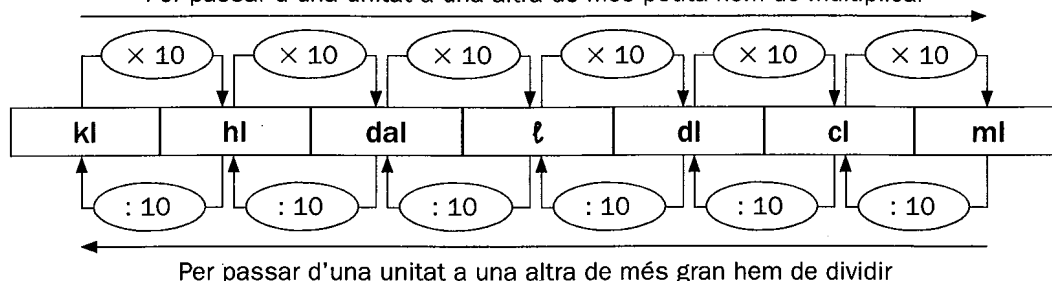 Per passar d'una unitat a una altra de més petita hem de multiplicar
× 10 × 10 × 10 × 10 × 10 × 10
kl hl dal ℓ dl cl ml
: 10 : 10 : 10 : 10 : 10 : 10
Per passar d'una unitat a una altra de més gran hem de dividir